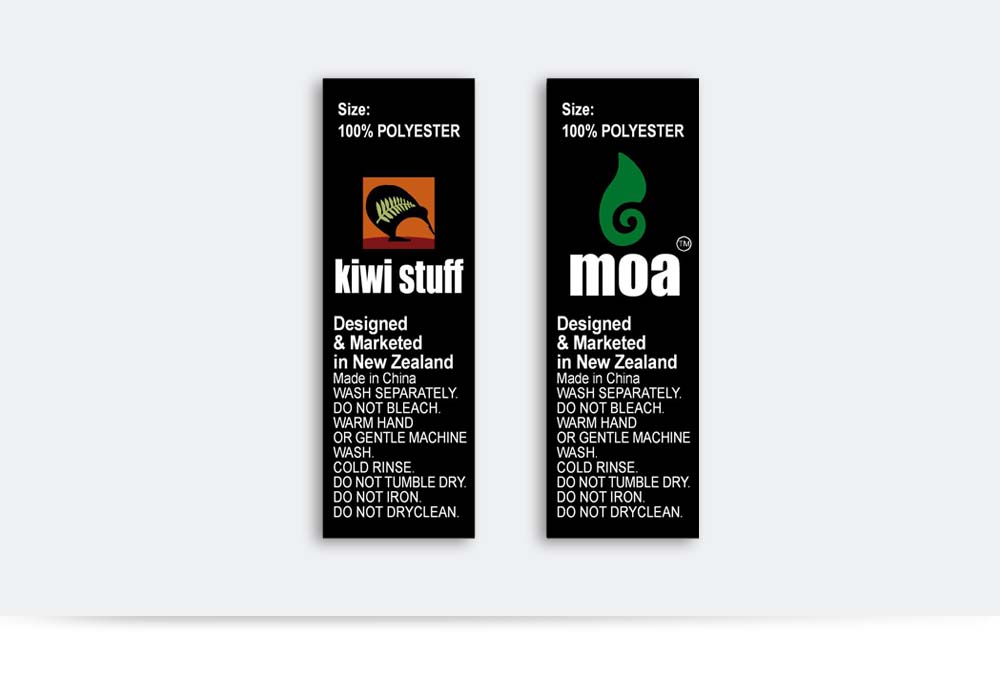 Size:
100% POLYESTER
kiwi stuff
Designed
& Marketed
in New Zealand
Made in China
WASH SEPARATELY.
DO NOT BLEACH.
WARM HAND
OR GENTLE MACHINE
WASH.
COLD RINSE.
DO NOT TUMBLE DRY.
DO NOT IRON.
DO NOT DRYCLEAN.
Size:
100% POLYESTER
TM
moa
Designed
& Marketed
in New Zealand
Made in China
WASH SEPARATELY.
DO NOT BLEACH.
WARM HAND
OR GENTLE MACHINE
WASH.
COLD RINSE.
DO NOT TUMBLE DRY.
DO NOT IRON.
DO NOT DRYCLEAN.